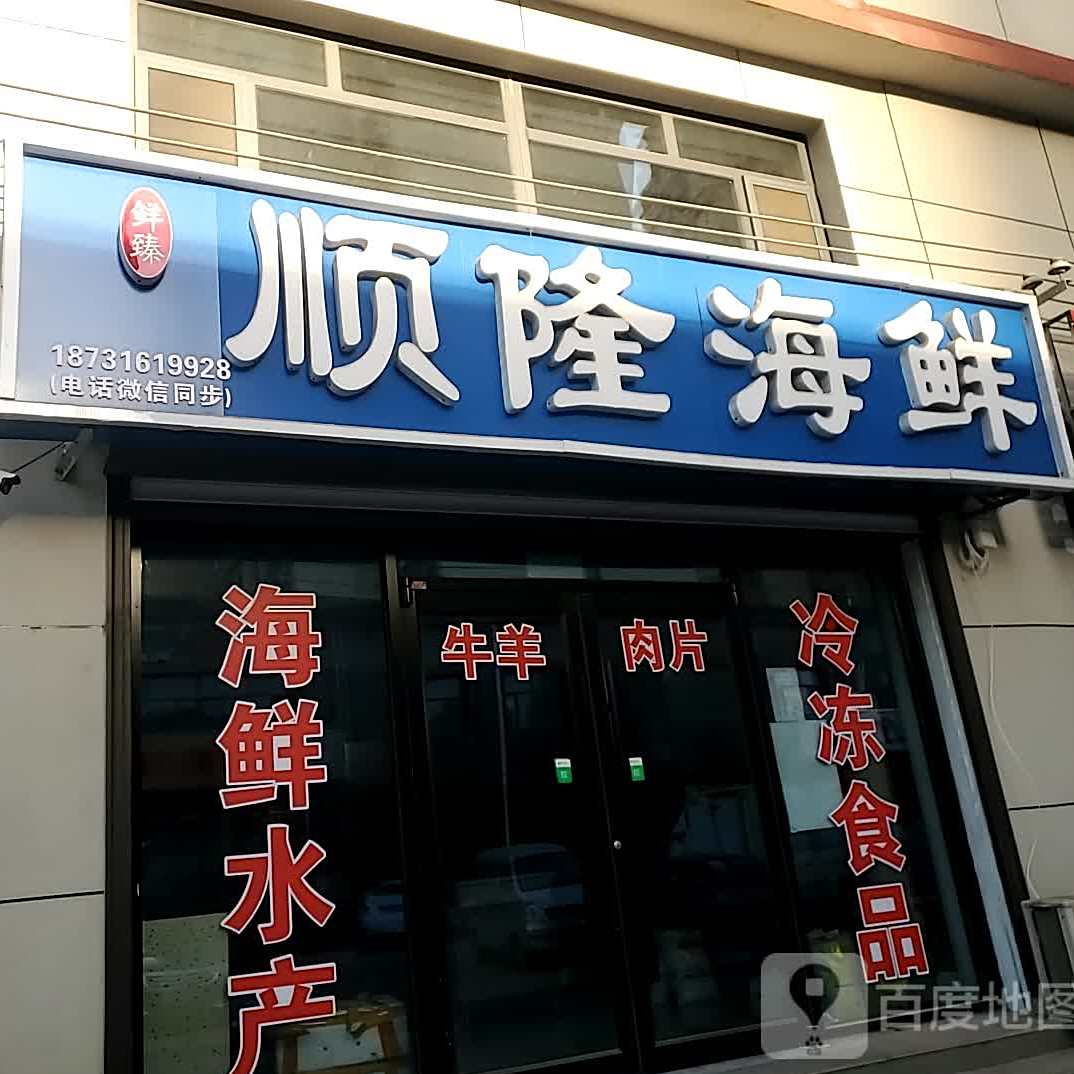 鲜臻
顺隆海鲜
18731619928
(电话微信同步)
海鲜水产
牛羊
肉片
冷冻食品
百度地图